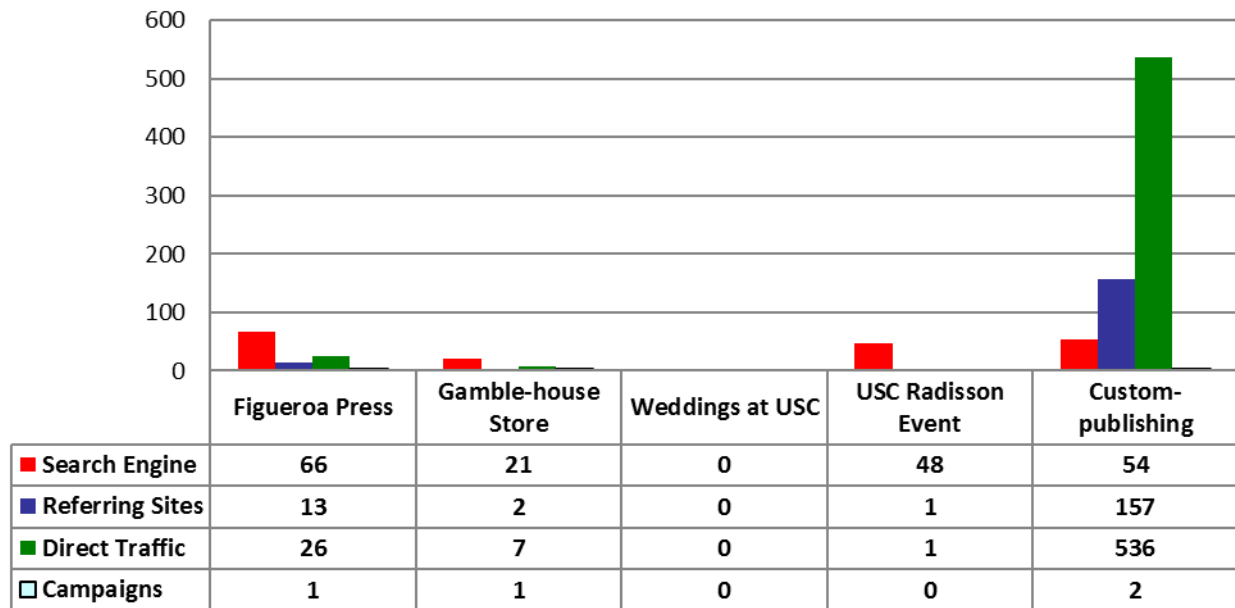 600
500
400
300
200
100
0
Figueroa Press
Gamble-house
Store
Weddings at USC
USC Radisson
Event
Custom-
publishing
Search Engine 66 21 0 48 54
Referring Sites 13 2 0 1 157
Direct Traffic 26 7 0 1 536
Campaigns 1 1 0 0 2